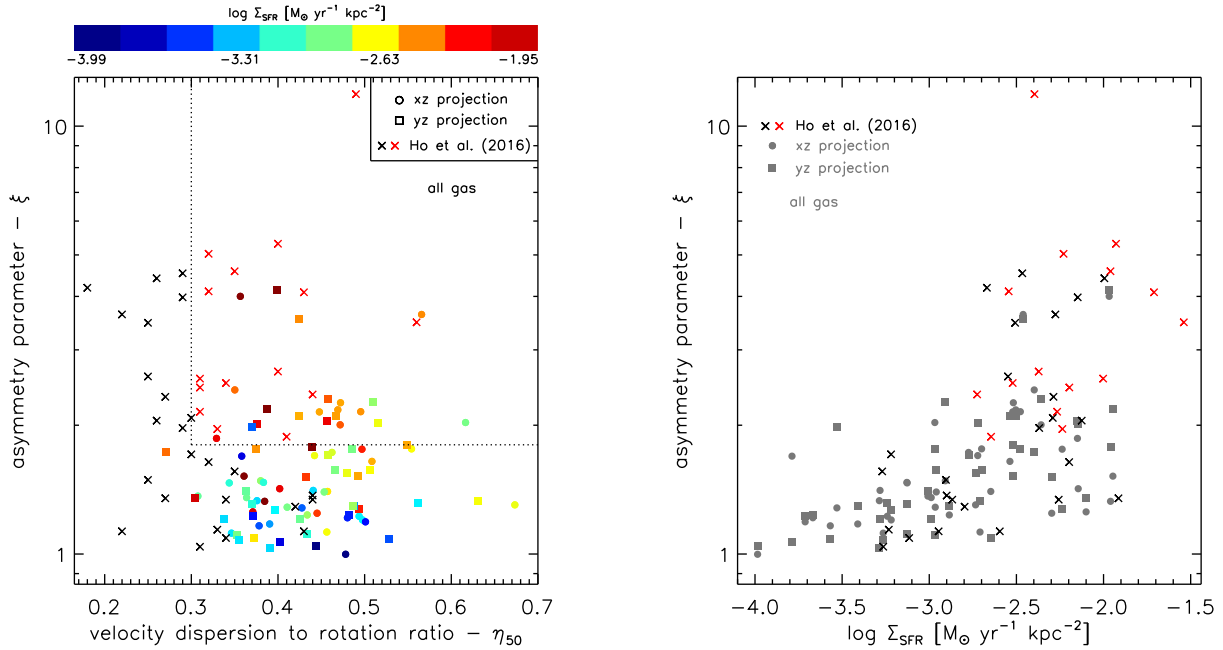 log Σ_SFR [M⊙ yr⁻¹ kpc⁻²]
−3.99 −3.31 −2.63 −1.95
xz projection
yz projection
Ho et al. (2016)
all gas
10
1
asymmetry parameter − ξ
0.2 0.3 0.4 0.5 0.6 0.7
velocity dispersion to rotation ratio − η₅₀
Ho et al. (2016)
xz projection
yz projection
all gas
10
1
asymmetry parameter − ξ
−4.0 −3.5 −3.0 −2.5 −2.0 −1.5
log Σ_SFR [M⊙ yr⁻¹ kpc⁻²]